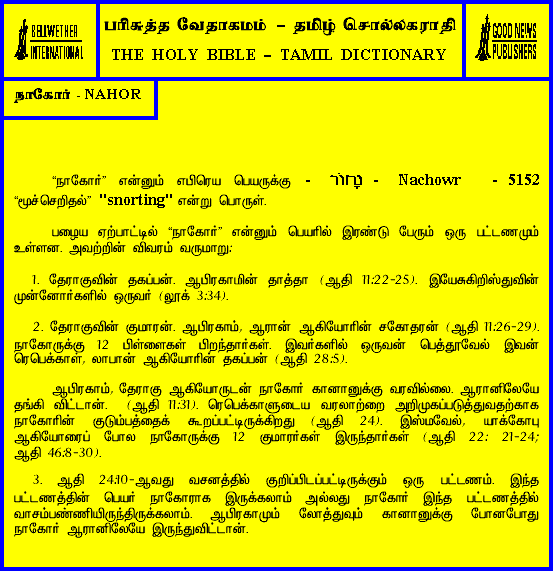 BELLWETHER
INTERNATIONAL
பரிசுத்த வேதாகமம் – தமிழ் சொல்லகராதி
THE HOLY BIBLE – TAMIL DICTIONARY
GOOD NEWS
PUBLISHERS
நாகோர் - NAHOR
“நாகோர்” என்னும் எபிரெய பெயருக்கு - - Nachowr - 5152
“மூச்செறிதல்” "snorting" என்று பொருள்.
பழைய ஏற்பாட்டில் “நாகோர்” என்னும் பெயரில் இரண்டு பேரும் ஒரு பட்டணமும்
உள்ளன. அவற்றின் விவரம் வருமாறு:
1. தேராகுவின் தகப்பன். ஆபிரகாமின் தாத்தா (ஆதி 11:22-25). இயேசுகிறிஸ்துவின்
முன்னோர்களில் ஒருவர் (லூக் 3:34).
2. தேராகுவின் குமாரன். ஆபிரகாம், ஆரான் ஆகியோரின் சகோதரன் (ஆதி 11:26-29).
நாகோருக்கு 12 பிள்ளைகள் பிறந்தார்கள். இவர்களில் ஒருவன் பெத்தூவேல் இவன்
ரெபெக்காள், லாபான் ஆகியோரின் தகப்பன் (ஆதி 28:5).
ஆபிரகாம், தேராகு ஆகியோருடன் நாகோர் கானானுக்கு வரவில்லை. ஆரானிலேயே
தங்கி விட்டான். (ஆதி 11:31). ரெபெக்காளுடைய வரலாற்றை அறிமுகப்படுத்துவதற்காக
நாகோரின் குடும்பத்தைக் கூறப்பட்டிருக்கிறது (ஆதி 24). இஸ்மவேல், யாக்கோபு
ஆகியோரைப் போல நாகோருக்கு 12 குமாரர்கள் இருந்தார்கள் (ஆதி 22: 21-24;
ஆதி 46:8-30).
3. ஆதி 24:10-ஆவது வசனத்தில் குறிப்பிடப்பட்டிருக்கும் ஒரு பட்டணம். இந்த
பட்டணத்தின் பெயர் நாகோராக இருக்கலாம் அல்லது நாகோர் இந்த பட்டணத்தில்
வாசம்பண்ணியிருந்திருக்கலாம். ஆபிரகாமும் லோத்துவும் கானானுக்கு போனபோது
நாகோர் ஆரானிலேயே இருந்துவிட்டான்.